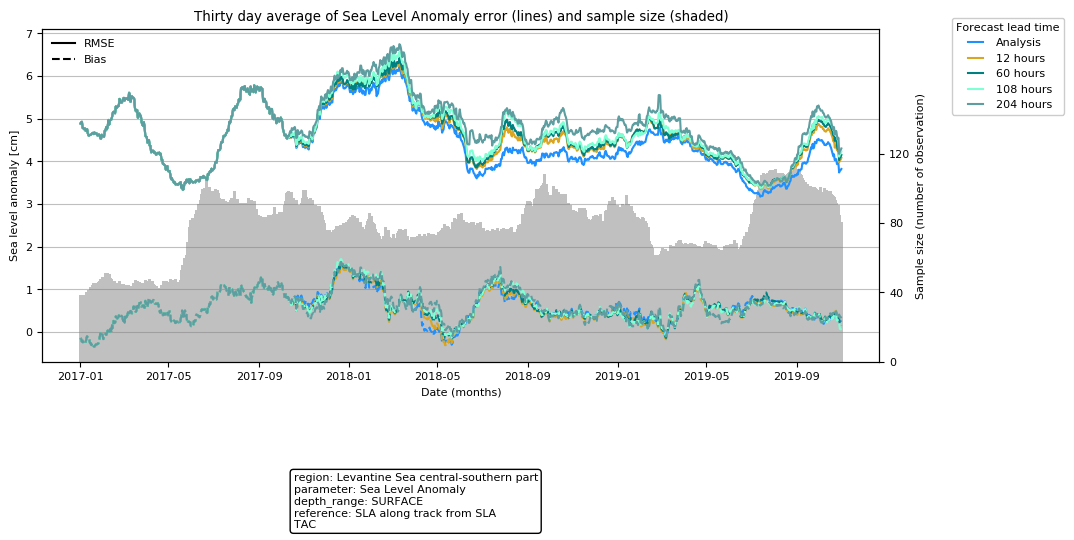 Thirty day average of Sea Level Anomaly error (lines) and sample size (shaded)
RMSE
Bias
Forecast lead time
Analysis
12 hours
60 hours
108 hours
204 hours
Sea level anomaly [cm]
7
6
5
4
3
2
1
0
Sample size (number of observation)
120
80
40
0
2017-01
2017-05
2017-09
2018-01
2018-05
2018-09
2019-01
2019-05
2019-09
Date (months)
region: Levantine Sea central-southern part
parameter: Sea Level Anomaly
depth_range: SURFACE
reference: SLA along track from SLA
TAC